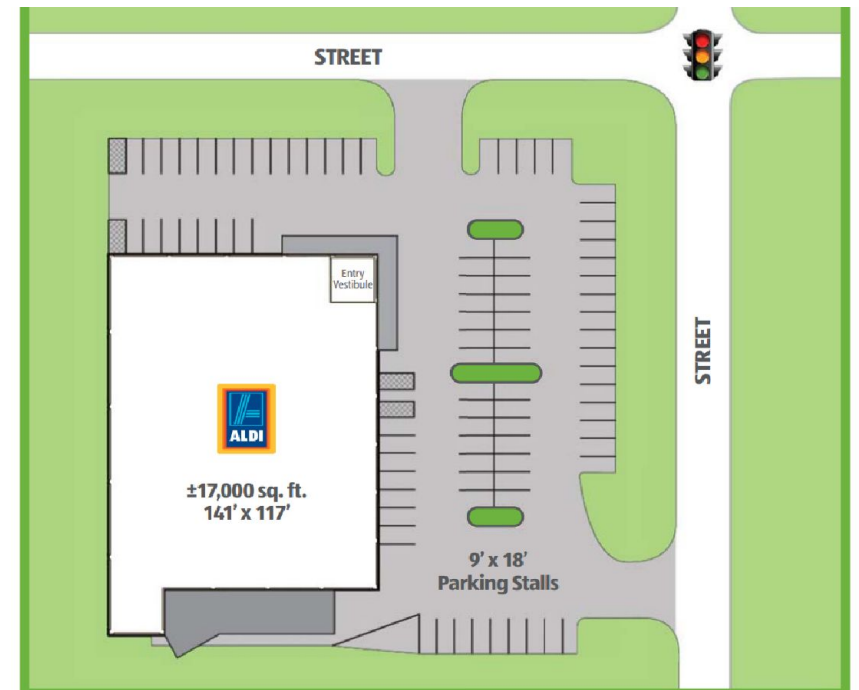 STREET
Entry
Vestibule
STREET
ALDI
±17,000 sq. ft.
141’ x 117’
9’ x 18’
Parking Stalls